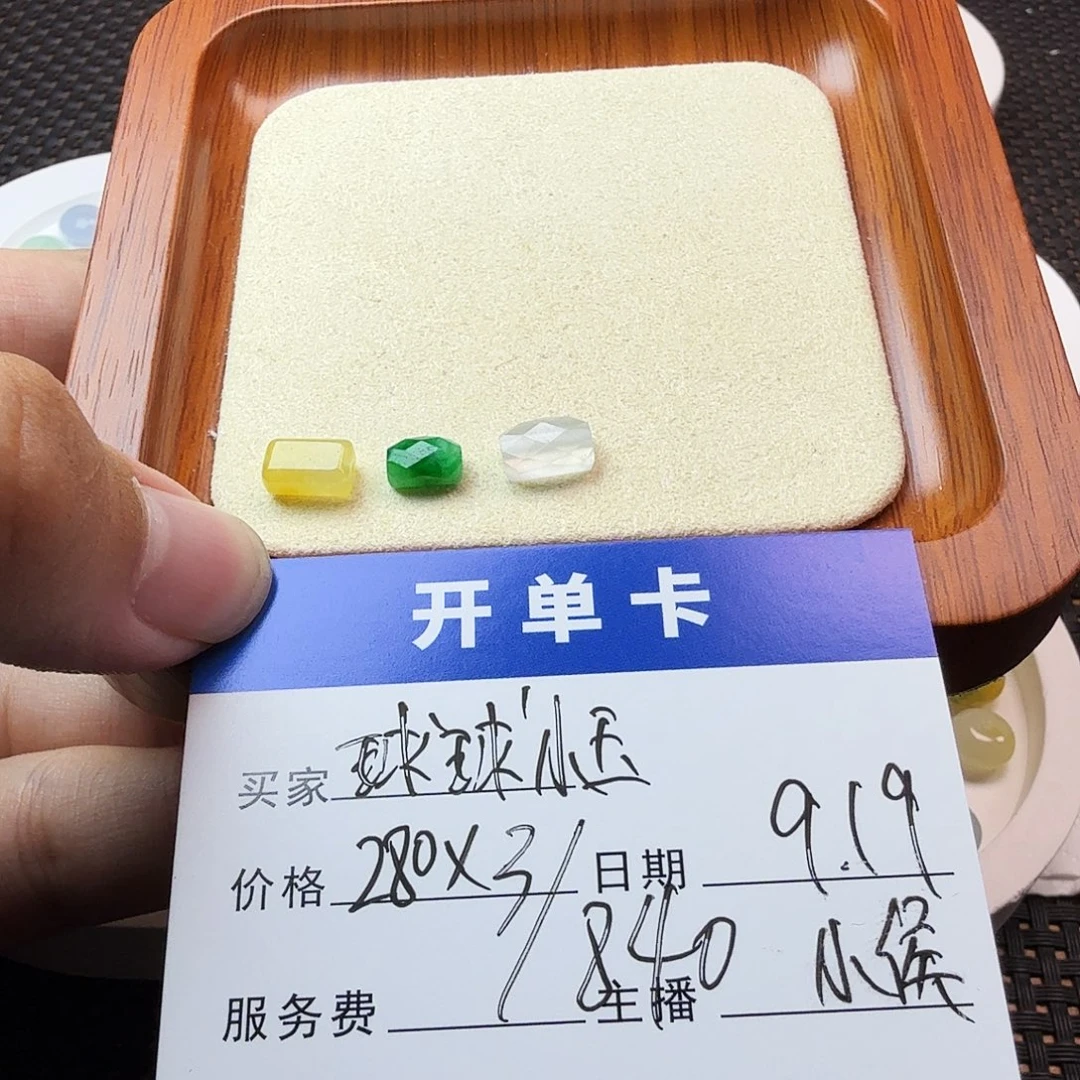 开单卡
买家 球球小玉
价格 280×3/ 日期 9.19
840
服务费 主播 小侯